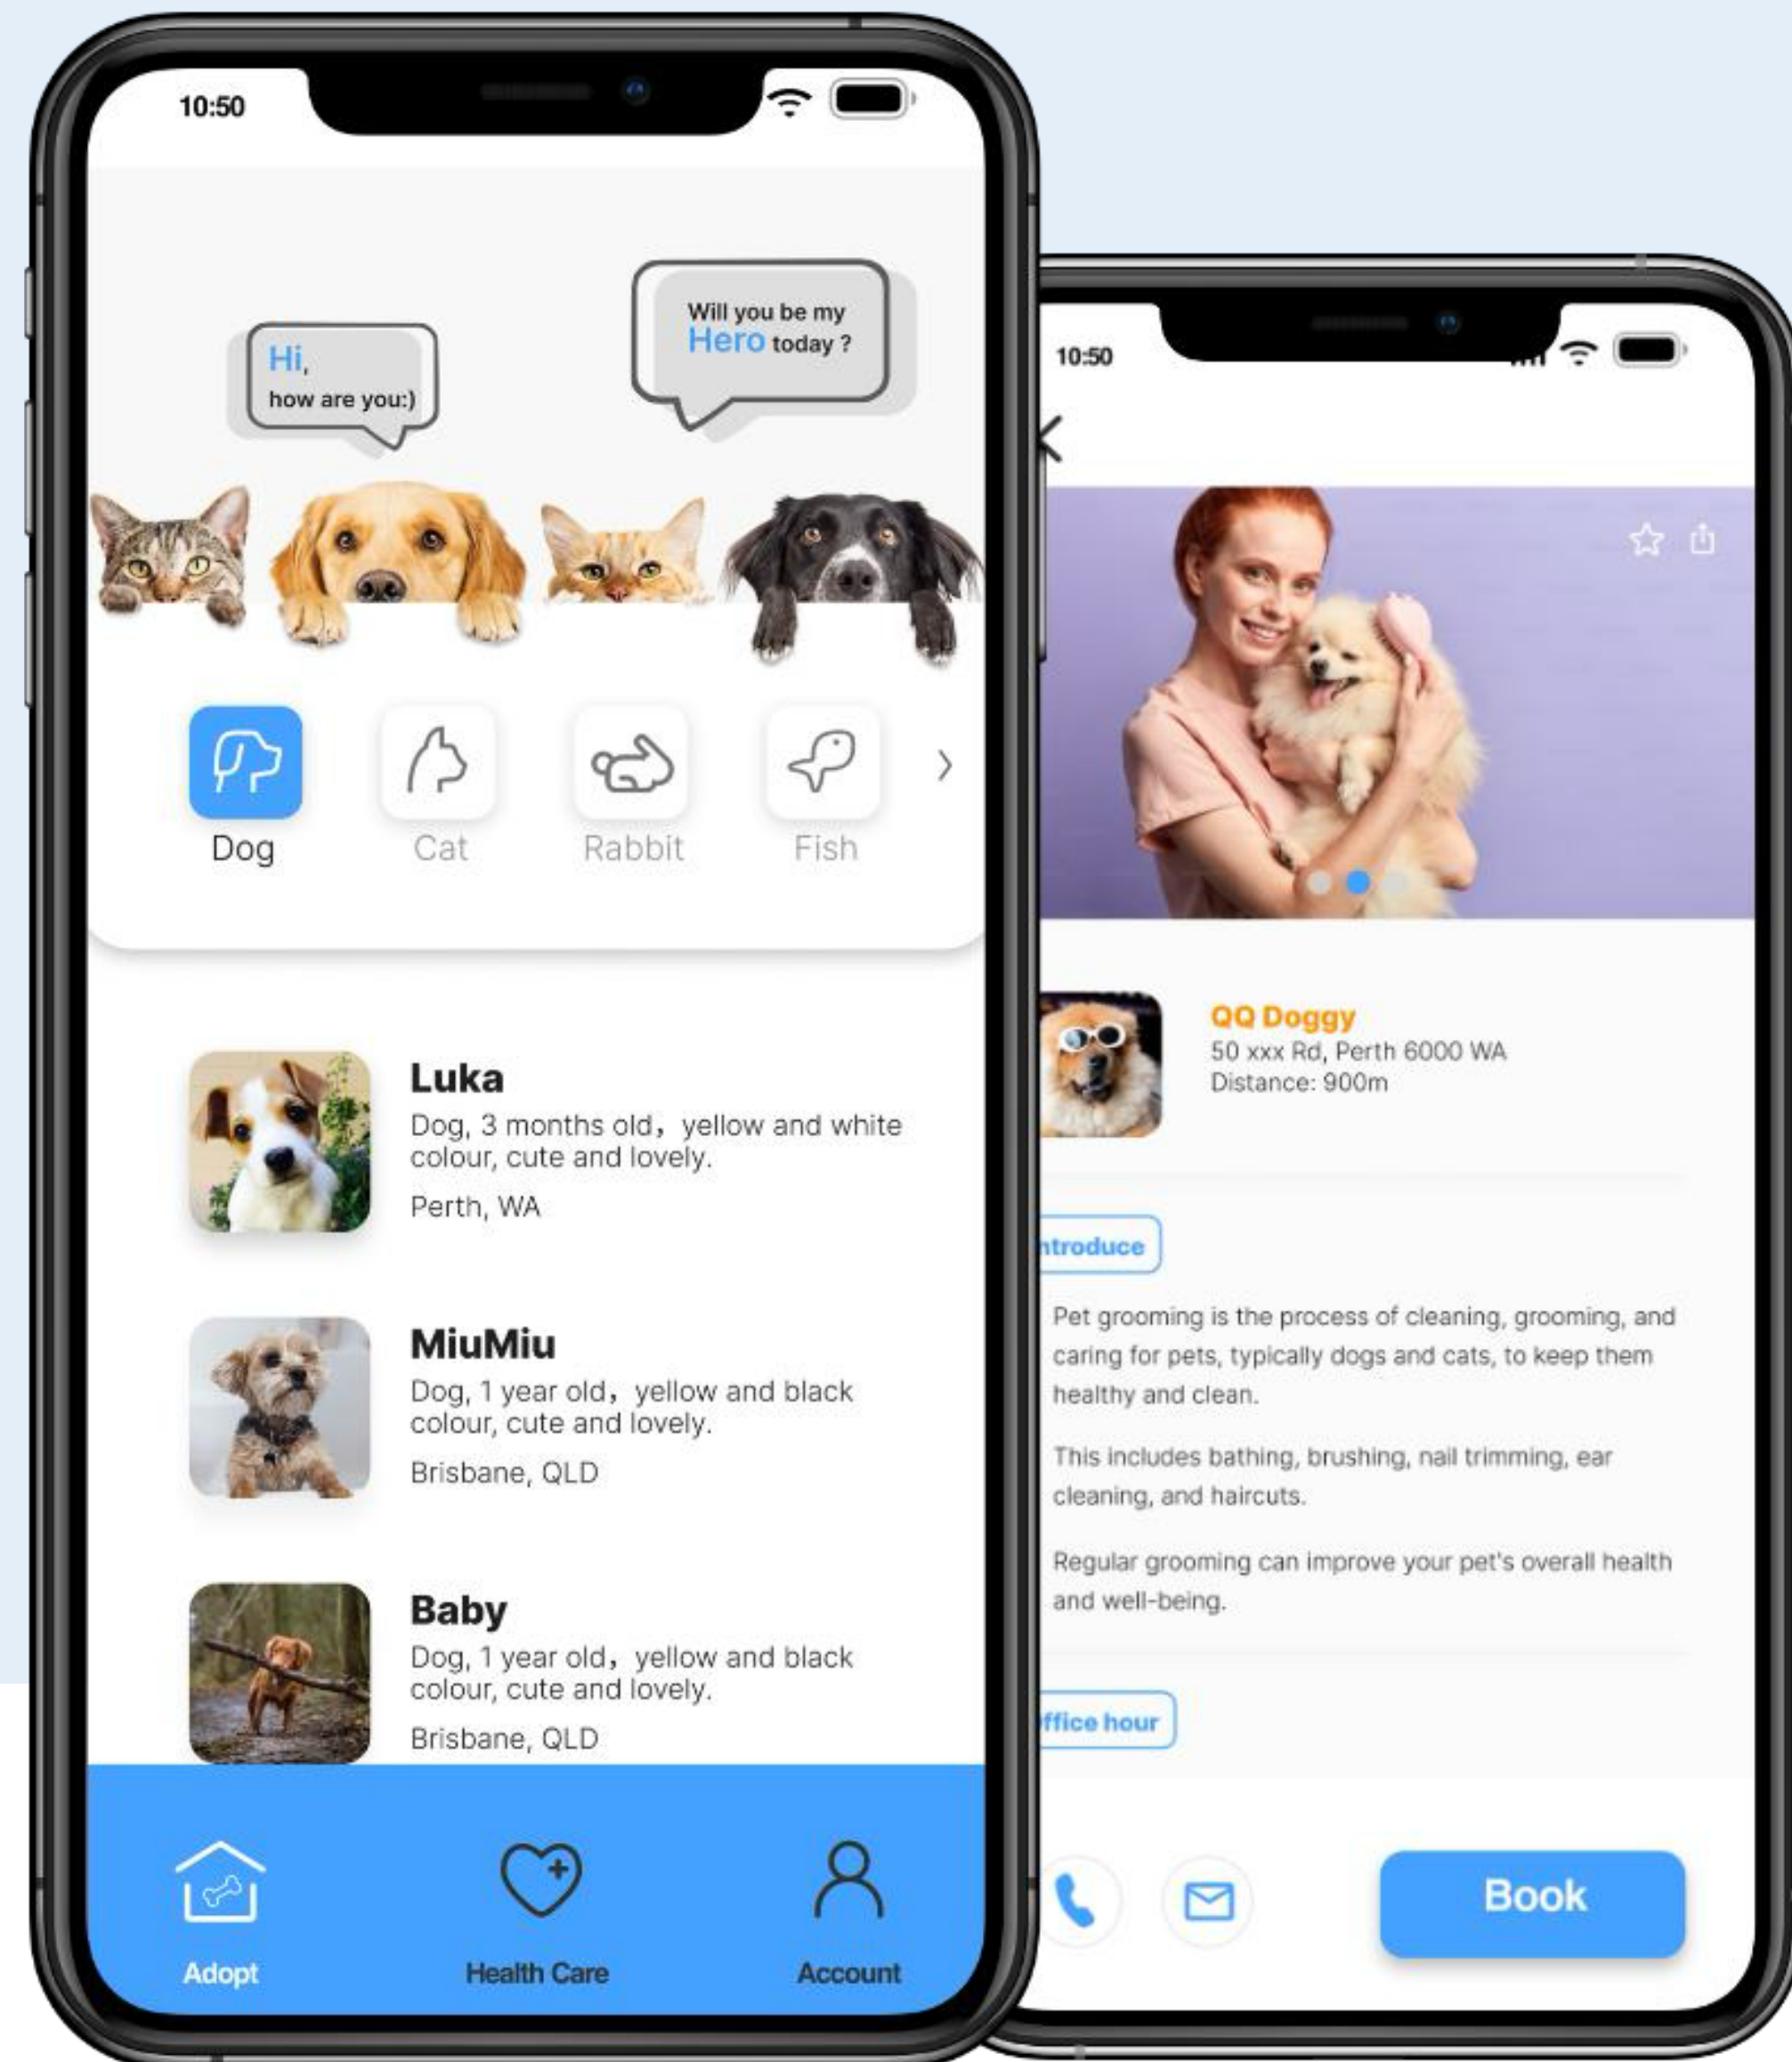 10:50
Hi,
how are you:)
Will you be my
Hero today ?
Dog
Cat
Rabbit
Fish
Luka
Dog, 3 months old，yellow and white
colour, cute and lovely.
Perth, WA
MiuMiu
Dog, 1 year old，yellow and black
colour, cute and lovely.
Brisbane, QLD
Baby
Dog, 1 year old，yellow and black
colour, cute and lovely.
Brisbane, QLD
Adopt
Health Care
Account
10:50
QQ Doggy
50 xxx Rd, Perth 6000 WA
Distance: 900m
ntroduce
Pet grooming is the process of cleaning, grooming, and
caring for pets, typically dogs and cats, to keep them
healthy and clean.
This includes bathing, brushing, nail trimming, ear
cleaning, and haircuts.
Regular grooming can improve your pet's overall health
and well-being.
ffice hour
Book